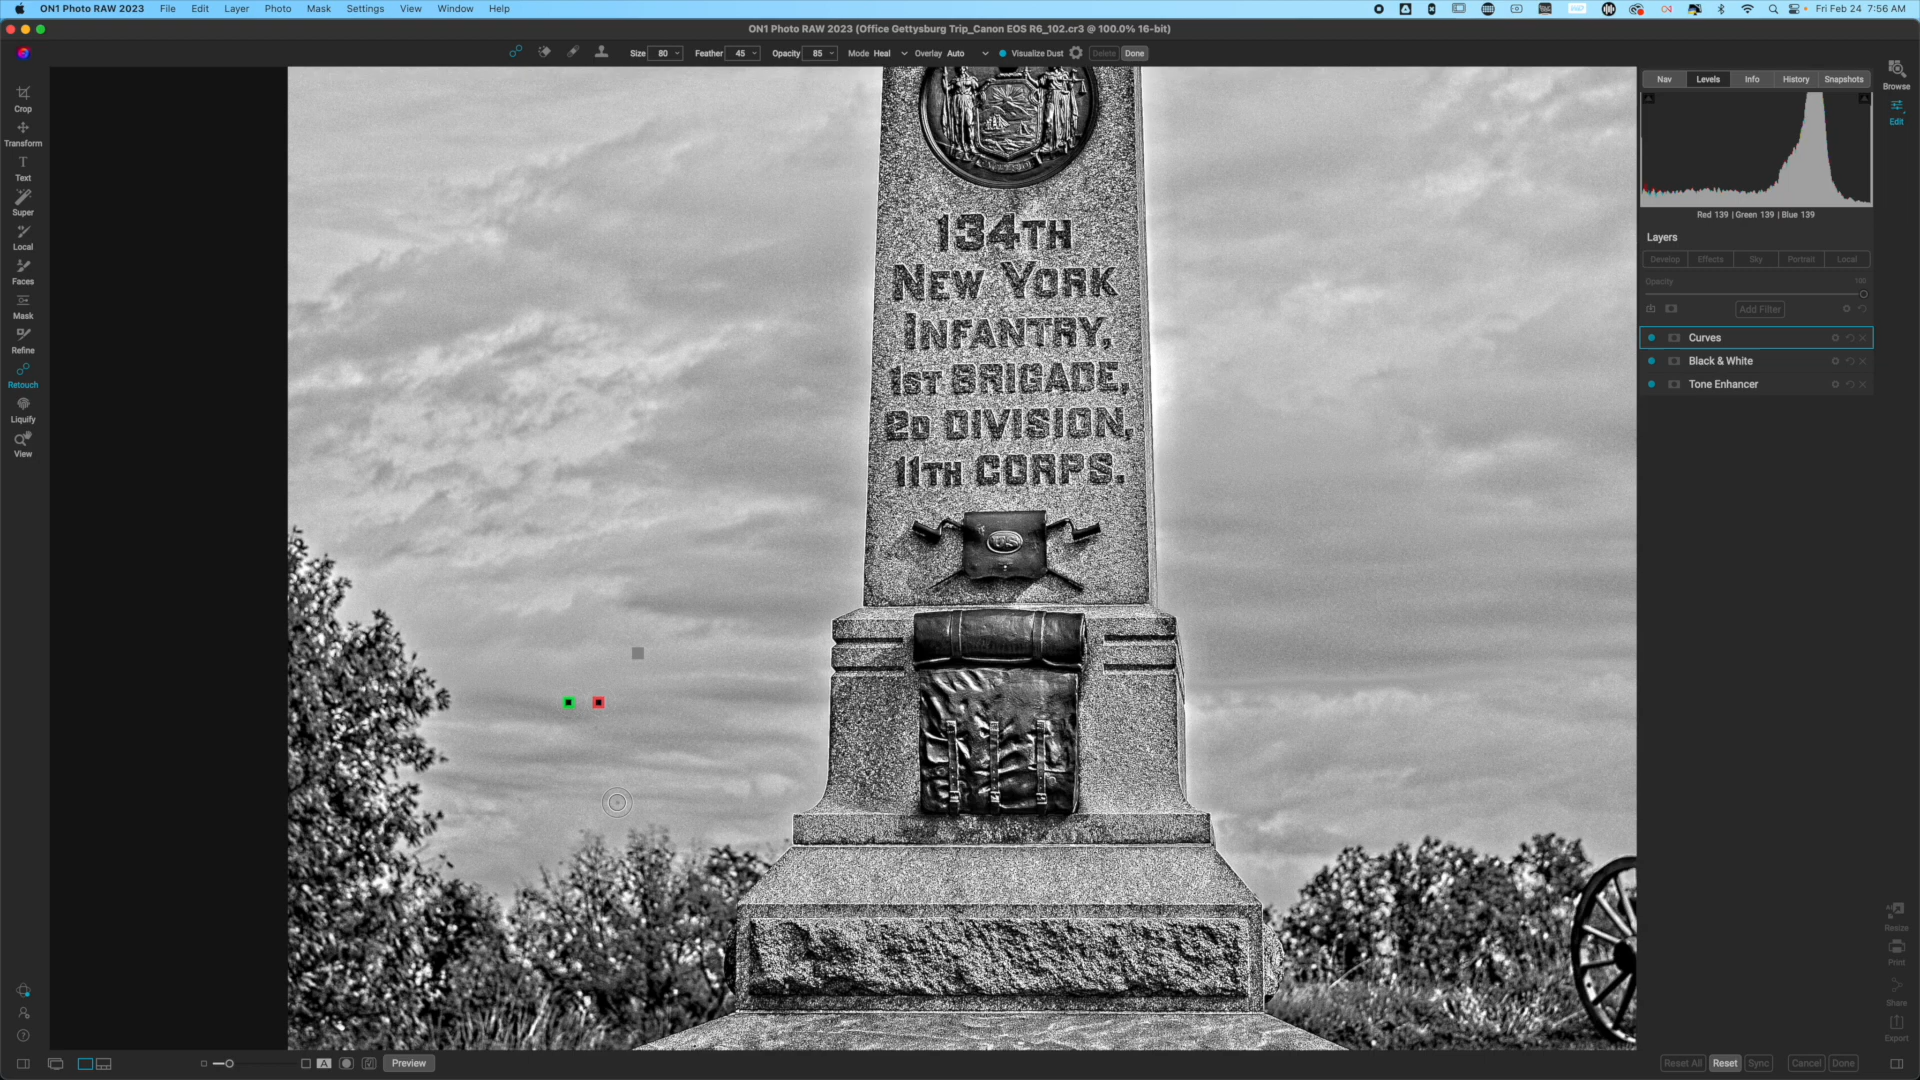 ON1 Photo RAW 2023 File Edit Layer Photo Mask Settings View Window Help Fri Feb 24 7:56 AM
ON1 Photo RAW 2023 (Office Gettysburg Trip_Canon EOS R6_102.cr3 @ 100.0% 16-bit)
Size 80 Feather 45 Opacity 85 Mode Heal Overlay Auto Visualize Dust Delete Done
Crop
Transform
Text
Super
Local
Faces
Mask
Refine
Retouch
Liquify
View
134TH
NEW YORK
INFANTRY,
1ST BRIGADE,
2D DIVISION,
11TH CORPS.
US
Nav Levels Info History Snapshots
Red 139 | Green 139 | Blue 139
Layers
Develop Effects Sky Portrait Local
Opacity 100
Add Filter
Curves
Black & White
Tone Enhancer
Browse
Edit
Resize
Print
Share
Export
A Preview
Reset All Reset Sync Cancel Done